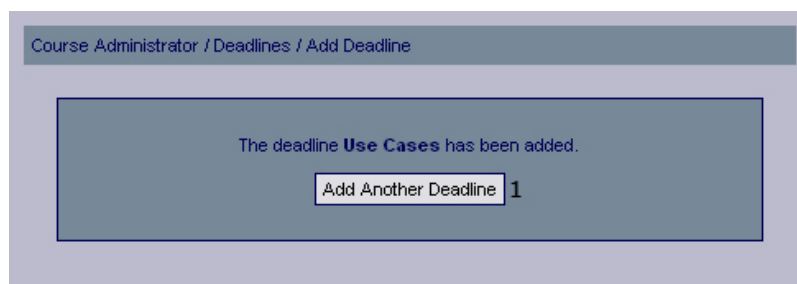 Course Administrator / Deadlines / Add Deadline
The deadline Use Cases has been added.
Add Another Deadline 1